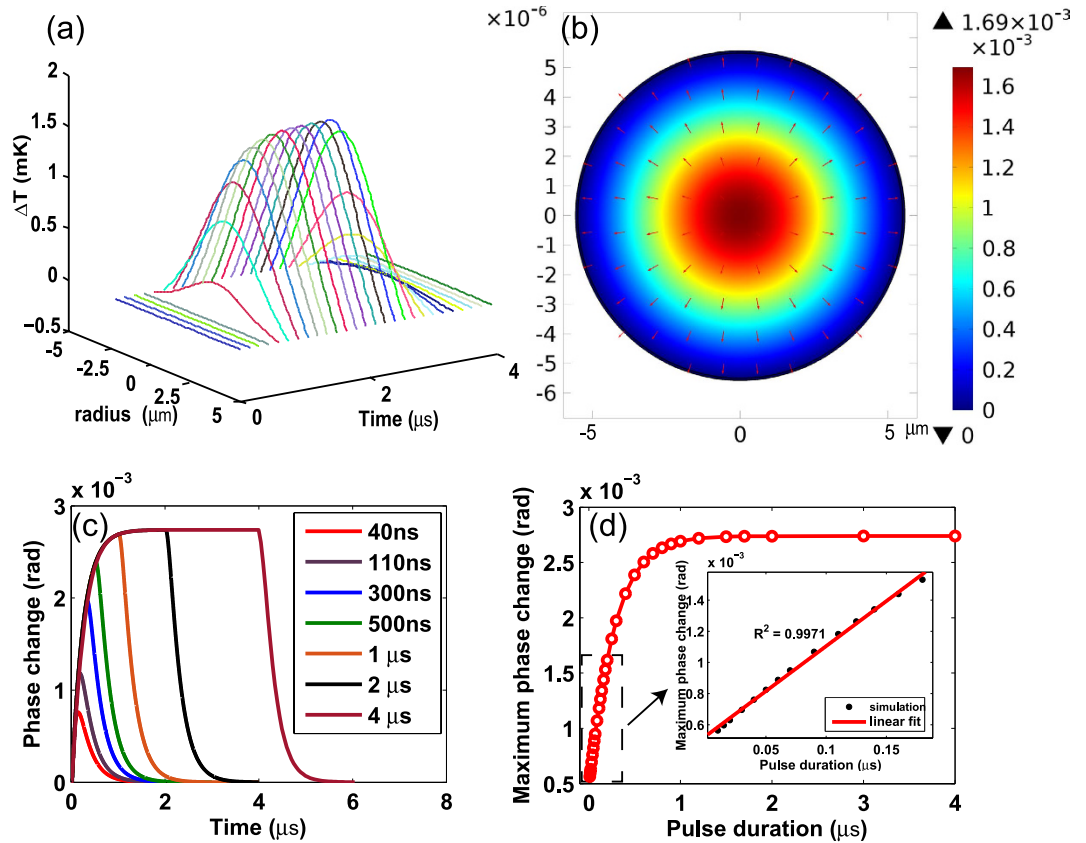 (a)
ΔT (mK)
2
1.5
1
0.5
0
−0.5
−5
−2.5
0
2.5
5
radius (μm)
0
2
4
Time (μs)
(b)
×10⁻⁶
5
4
3
2
1
0
-1
-2
-3
-4
-5
-6
-5
0
5
μm
▲ 1.69×10⁻³
×10⁻³
1.6
1.4
1.2
1
0.8
0.6
0.4
0.2
0
▼ 0
(c)
x 10⁻³
Phase change (rad)
3
2
1
0
0
2
4
6
8
Time (μs)
40ns
110ns
300ns
500ns
1 μs
2 μs
4 μs
(d)
x 10⁻³
Maximum phase change (rad)
3
2.5
2
1.5
1
0.5
0
1
2
3
4
Pulse duration (μs)
x 10⁻³
Maximum phase change (rad)
1.4
1.2
1
0.8
0.6
0.05
0.1
0.15
Pulse duration (μs)
R² = 0.9971
simulation
linear fit